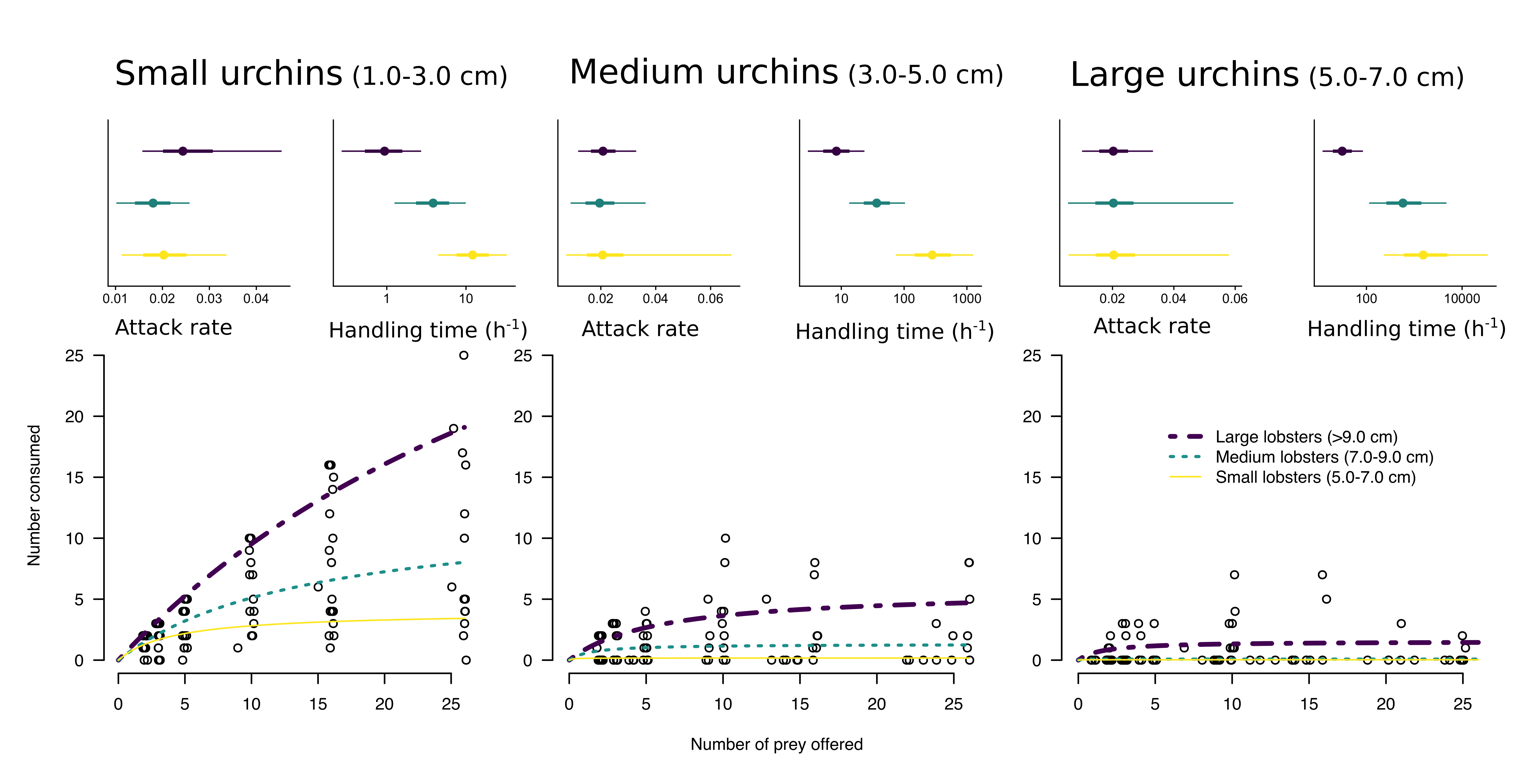 Small urchins (1.0-3.0 cm) Medium urchins (3.0-5.0 cm) Large urchins (5.0-7.0 cm)
0.01 0.02 0.03 0.04 1 10 0.02 0.04 0.06 10 100 1000 0.02 0.04 0.06 100 10000
Attack rate Handling time (h⁻¹) Attack rate Handling time (h⁻¹) Attack rate Handling time (h⁻¹)
25 25 25
20 20 20
Large lobsters (>9.0 cm)
Medium lobsters (7.0-9.0 cm)
Small lobsters (5.0-7.0 cm)
15 15 15
10 10 10
5 5 5
0 0 0
Number consumed
0 5 10 15 20 25 0 5 10 15 20 25 0 5 10 15 20 25
Number of prey offered